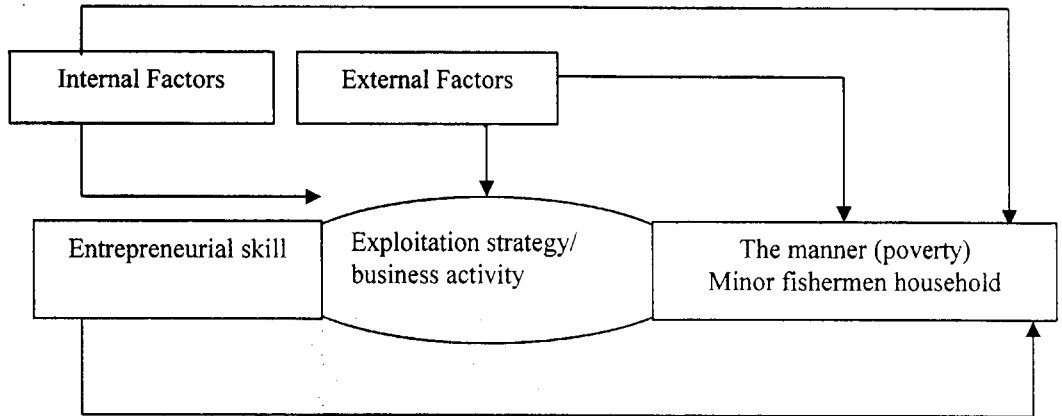 Internal Factors
External Factors
Entrepreneurial skill
Exploitation strategy/
business activity
The manner (poverty)
Minor fishermen household